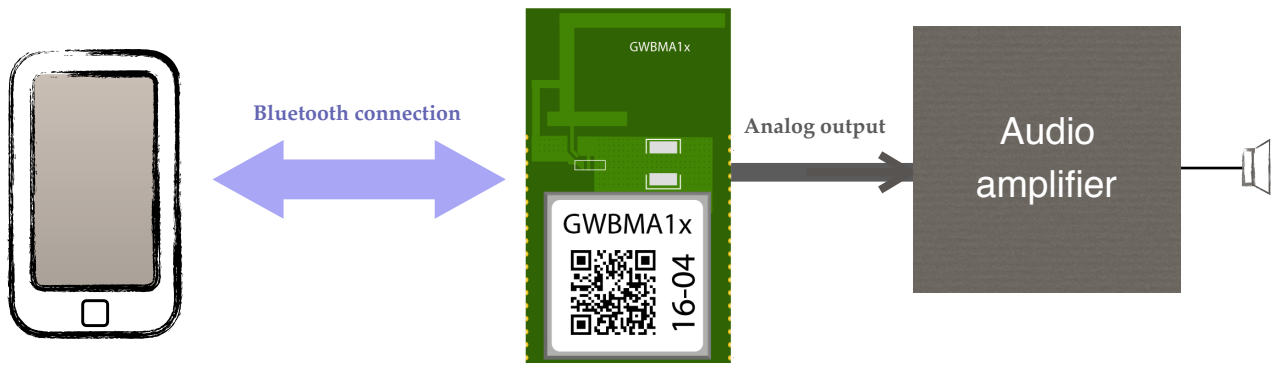 Bluetooth connection
GWBMA1x
GWBMA1x
16-04
Analog output
Audio
amplifier